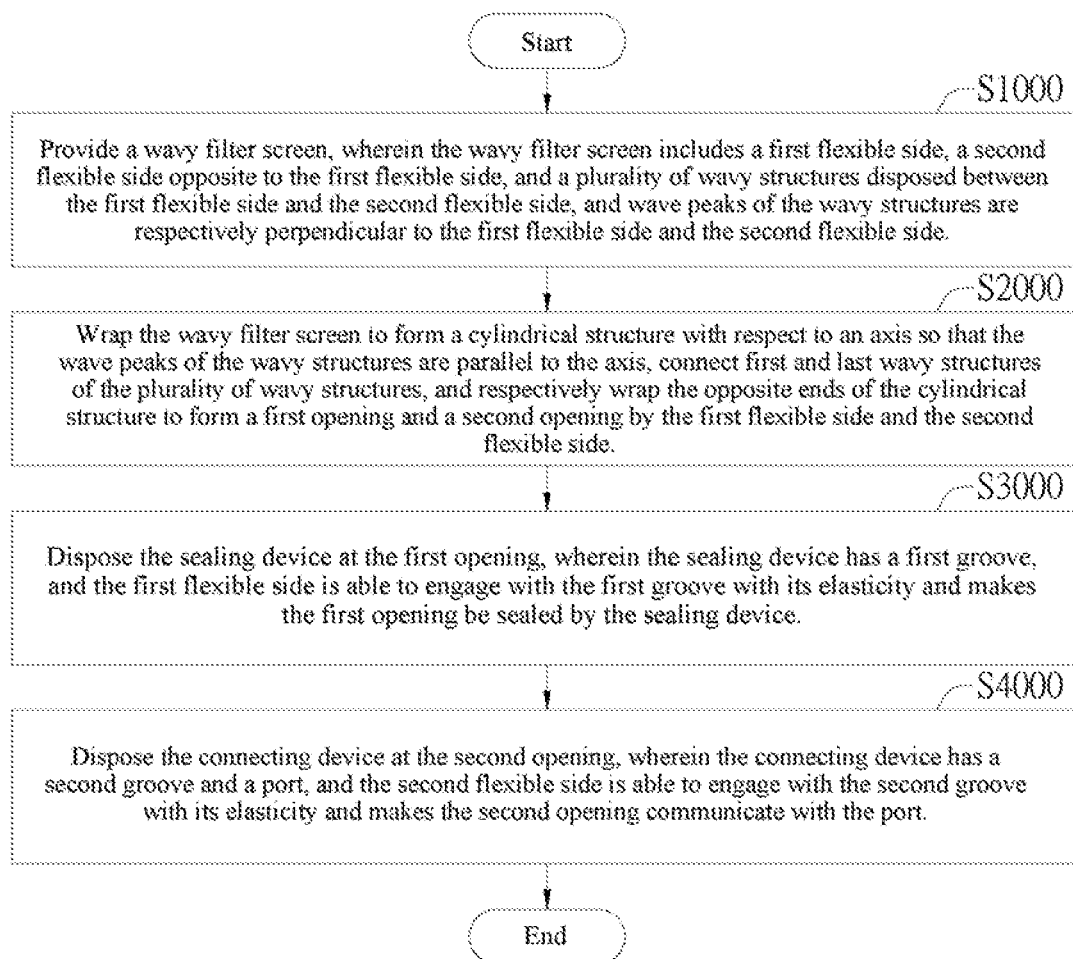 Start
S1000
Provide a wavy filter screen, wherein the wavy filter screen includes a first flexible side, a second
flexible side opposite to the first flexible side, and a plurality of wavy structures disposed between
the first flexible side and the second flexible side, and wave peaks of the wavy structures are
respectively perpendicular to the first flexible side and the second flexible side.
S2000
Wrap the wavy filter screen to form a cylindrical structure with respect to an axis so that the
wave peaks of the wavy structures are parallel to the axis, connect first and last wavy structures
of the plurality of wavy structures, and respectively wrap the opposite ends of the cylindrical
structure to form a first opening and a second opening by the first flexible side and the second
flexible side.
S3000
Dispose the sealing device at the first opening, wherein the sealing device has a first groove,
and the first flexible side is able to engage with the first groove with its elasticity and makes
the first opening be sealed by the sealing device.
S4000
Dispose the connecting device at the second opening, wherein the connecting device has a
second groove and a port, and the second flexible side is able to engage with the second groove
with its elasticity and makes the second opening communicate with the port.
End